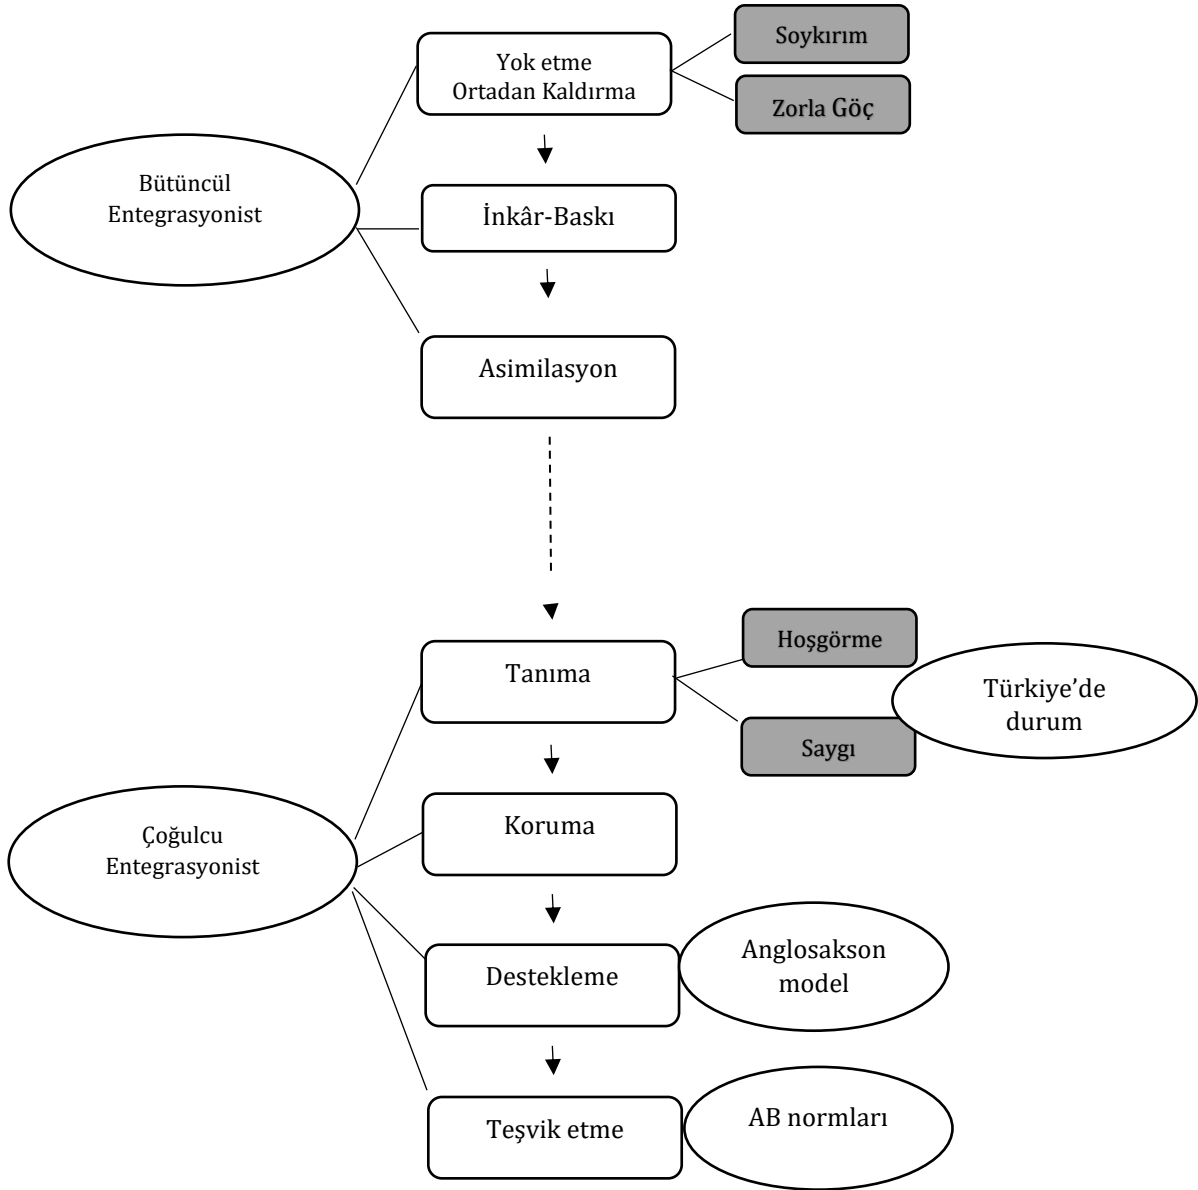 Soykırım
Yok etme
Ortadan Kaldırma
Zorla Göç
Bütüncül
Entegrasyonist
İnkâr-Baskı
Asimilasyon
Hoşgörme
Tanıma
Türkiye’de
durum
Saygı
Çoğulcu
Entegrasyonist
Koruma
Anglosakson
model
Destekleme
AB normları
Teşvik etme